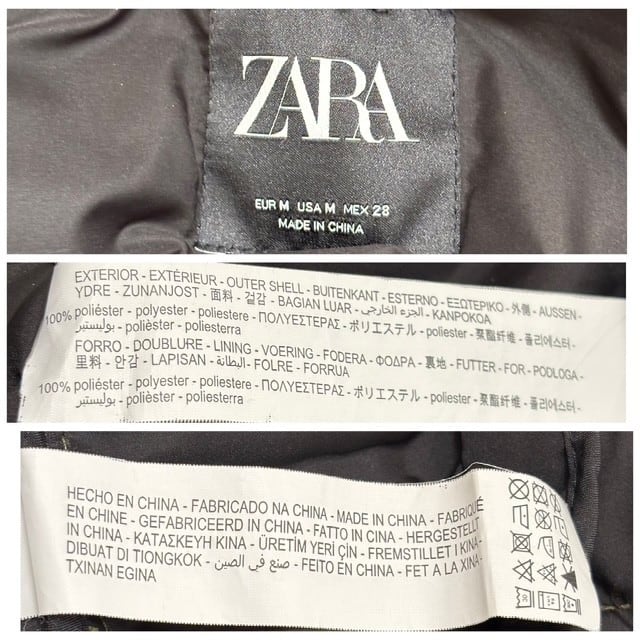 ZARA
EUR M USA M MEX 28
MADE IN CHINA
EXTERIOR - EXTÉRIEUR - OUTER SHELL - BUITENKANT - ESTERNO - ΕΞΩΤΕΡΙΚΟ - 外側 - AUSSEN -
YDRE - ZUNANJOST - 面料 - 겉감 - BAGIAN LUAR - الجزء الخارجي - KANPOKOA
100% poliéster - polyester - poliestere - ΠΟΛΥΕΣΤΕΡΑΣ - ポリエステル - poliester - 聚酯纤维 - 폴리에스터 -
بوليستير - polièster - poliesterra
FORRO - DOUBLURE - LINING - VOERING - FODERA - ΦΟΔΡΑ - 裏地 - FUTTER - FOR - PODLOGA -
里料 - 안감 - LAPISAN - البطانة - FOLRE - FORRUA
100% poliéster - polyester - poliestere - ΠΟΛΥΕΣΤΕΡΑΣ - ポリエステル - poliester - 聚酯纤维 - 폴리에스터 -
بوليستير - polièster - poliesterra
HECHO EN CHINA - FABRICADO NA CHINA - MADE IN CHINA - FABRIQUÉ
EN CHINE - GEFABRICEERD IN CHINA - FATTO IN CINA - HERGESTELLT
IN CHINA - ΚΑΤΑΣΚΕΥΗ ΚΙΝΑ - ÜRETİM YERİ ÇİN - FREMSTILLET I KINA -
DIBUAT DI TIONGKOK - صنع في الصين - FEITO EN CHINA - FET A LA XINA -
TXINAN EGINA